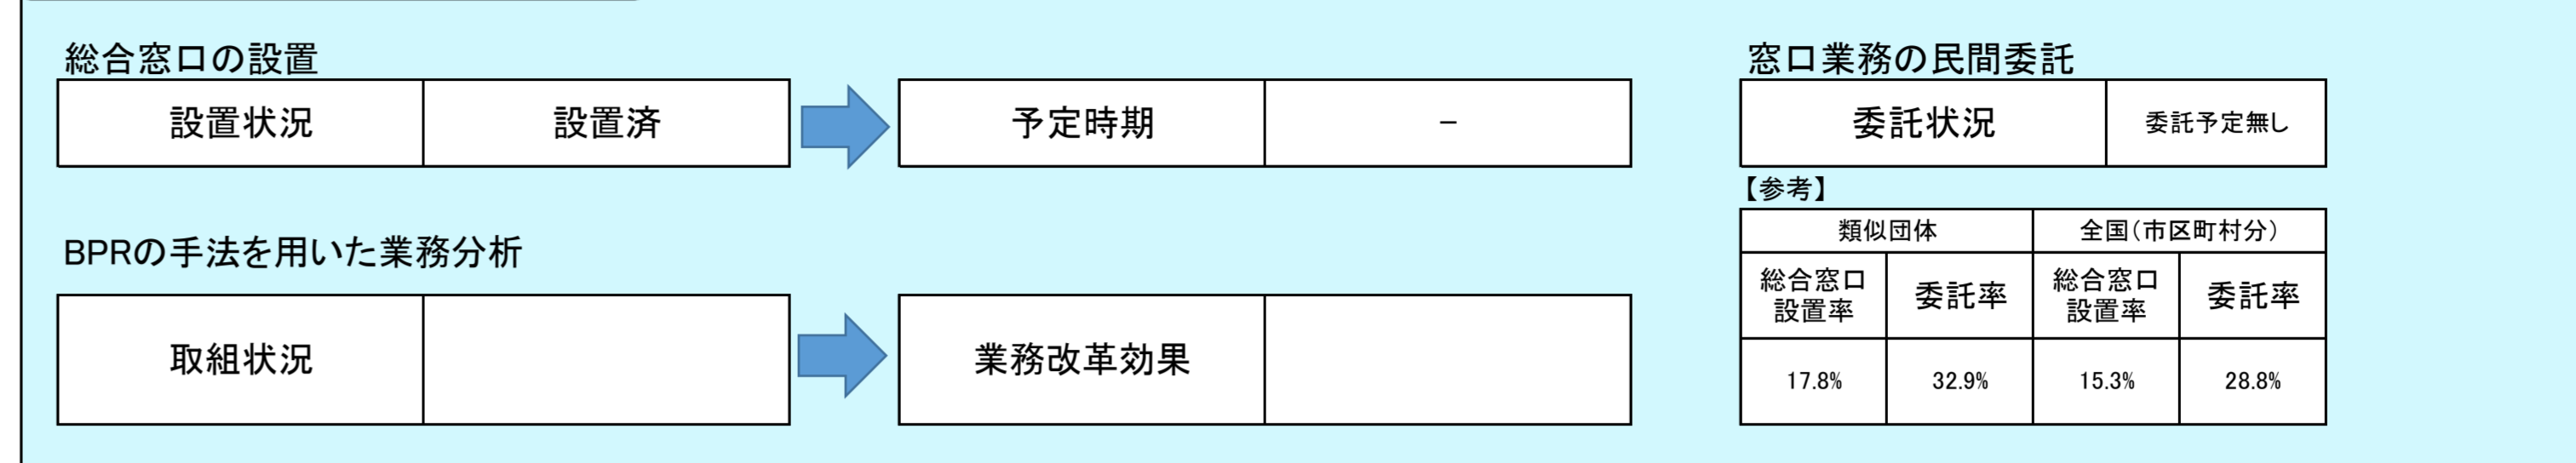 総合窓口の設置
設置状況 設置済 予定時期 －
BPRの手法を用いた業務分析
取組状況 業務改革効果
窓口業務の民間委託
委託状況 委託予定無し
【参考】
類似団体 全国（市区町村分）
総合窓口
設置率 委託率 総合窓口
設置率 委託率
17.8% 32.9% 15.3% 28.8%